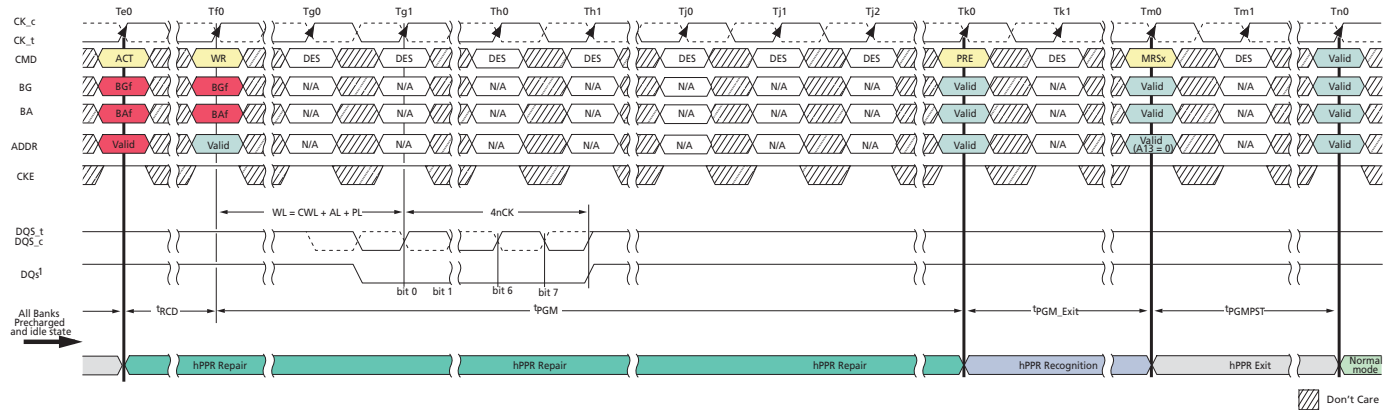 Te0 Tf0 Tg0 Tg1 Th0 Th1 Tj0 Tj1 Tj2 Tk0 Tk1 Tm0 Tm1 Tn0
CK_c
CK_t
CMD ACT WR DES DES DES DES DES DES DES PRE DES MRSx DES Valid
BG BGf BGf N/A N/A N/A N/A N/A N/A N/A Valid N/A Valid N/A Valid
BA BAf BAf N/A N/A N/A N/A N/A N/A N/A Valid N/A Valid N/A Valid
ADDR Valid Valid N/A N/A N/A N/A N/A N/A N/A Valid N/A Valid (A13 = 0) N/A Valid
CKE
WL = CWL + AL + PL 4nCK
DQS_t
DQS_c
DQs1
bit 0 bit 1 bit 6 bit 7
All Banks
Precharged
and idle state
tRCD tPGM tPGM_Exit tPGMPST
hPPR Repair hPPR Repair hPPR Repair hPPR Recognition hPPR Exit Normal
mode
Don't Care